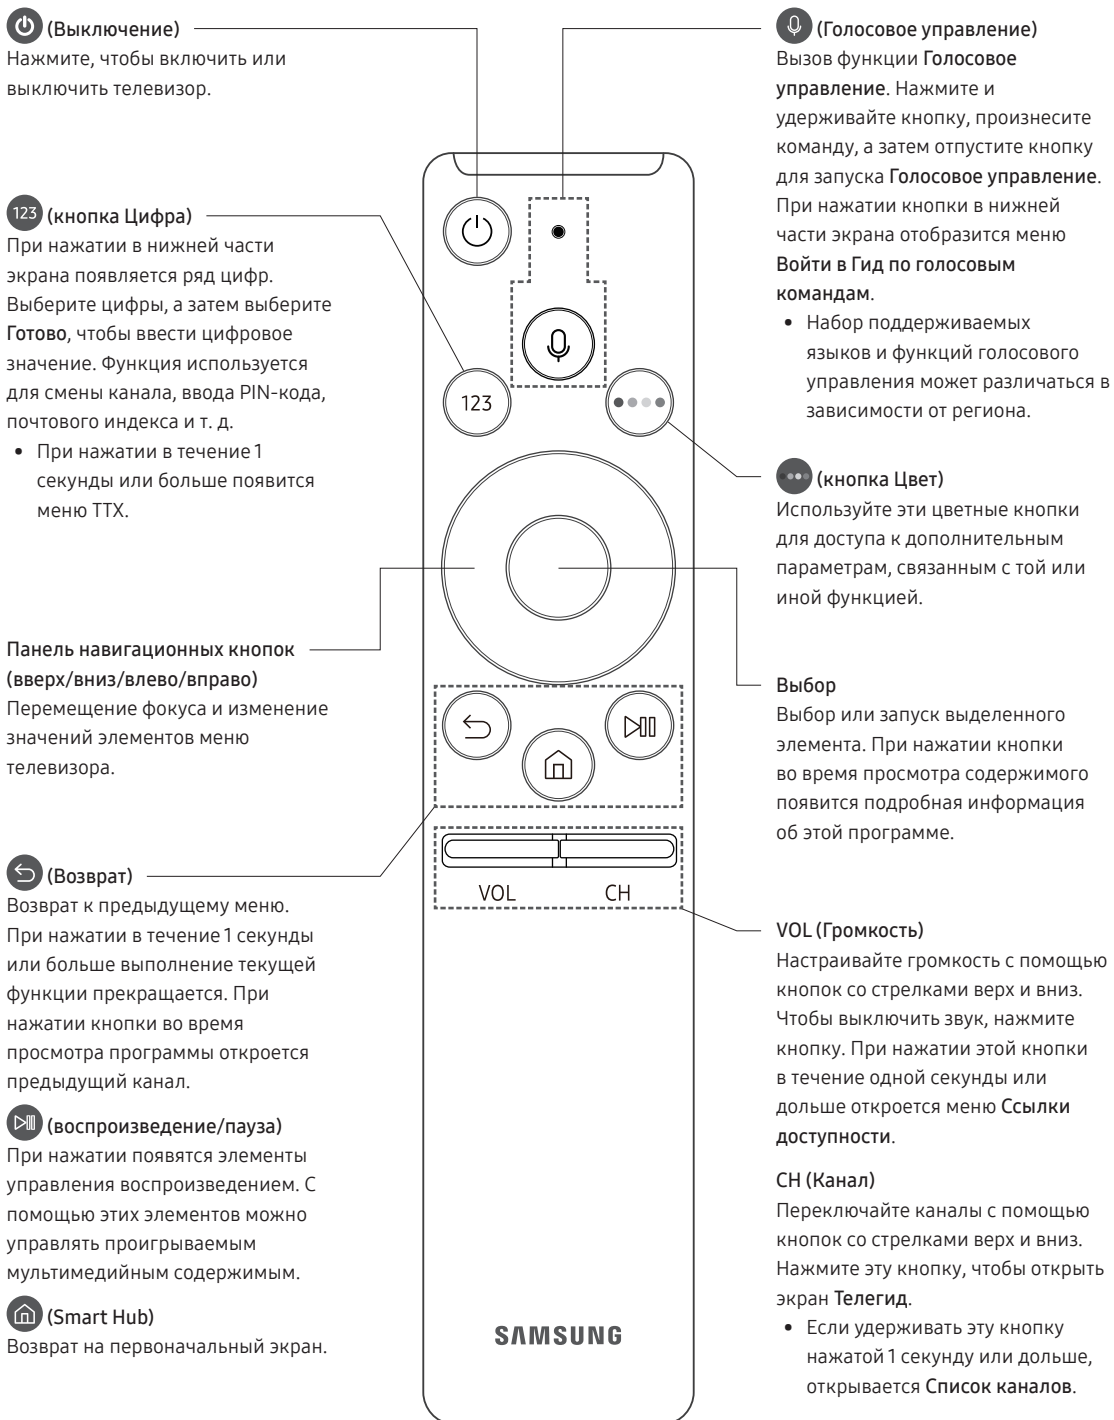 (Выключение)
Нажмите, чтобы включить или
выключить телевизор.
123 (кнопка Цифра)
При нажатии в нижней части
экрана появляется ряд цифр.
Выберите цифры, а затем выберите
Готово, чтобы ввести цифровое
значение. Функция используется
для смены канала, ввода PIN-кода,
почтового индекса и т. д.
• При нажатии в течение 1
секунды или больше появится
меню TTX.
Панель навигационных кнопок
(вверх/вниз/влево/вправо)
Перемещение фокуса и изменение
значений элементов меню
телевизора.
(Возврат)
Возврат к предыдущему меню.
При нажатии в течение 1 секунды
или больше выполнение текущей
функции прекращается. При
нажатии кнопки во время
просмотра программы откроется
предыдущий канал.
(воспроизведение/пауза)
При нажатии появятся элементы
управления воспроизведением. С
помощью этих элементов можно
управлять проигрываемым
мультимедийным содержимым.
(Smart Hub)
Возврат на первоначальный экран.
123
VOL CH
SAMSUNG
(Голосовое управление)
Вызов функции Голосовое
управление. Нажмите и
удерживайте кнопку, произнесите
команду, а затем отпустите кнопку
для запуска Голосовое управление.
При нажатии кнопки в нижней
части экрана отобразится меню
Войти в Гид по голосовым
командам.
• Набор поддерживаемых
языков и функций голосового
управления может различаться в
зависимости от региона.
(кнопка Цвет)
Используйте эти цветные кнопки
для доступа к дополнительным
параметрам, связанным с той или
иной функцией.
Выбор
Выбор или запуск выделенного
элемента. При нажатии кнопки
во время просмотра содержимого
появится подробная информация
об этой программе.
VOL (Громкость)
Настраивайте громкость с помощью
кнопок со стрелками верх и вниз.
Чтобы выключить звук, нажмите
кнопку. При нажатии этой кнопки
в течение одной секунды или
дольше откроется меню Ссылки
доступности.
CH (Канал)
Переключайте каналы с помощью
кнопок со стрелками верх и вниз.
Нажмите эту кнопку, чтобы открыть
экран Телегид.
• Если удерживать эту кнопку
нажатой 1 секунду или дольше,
открывается Список каналов.